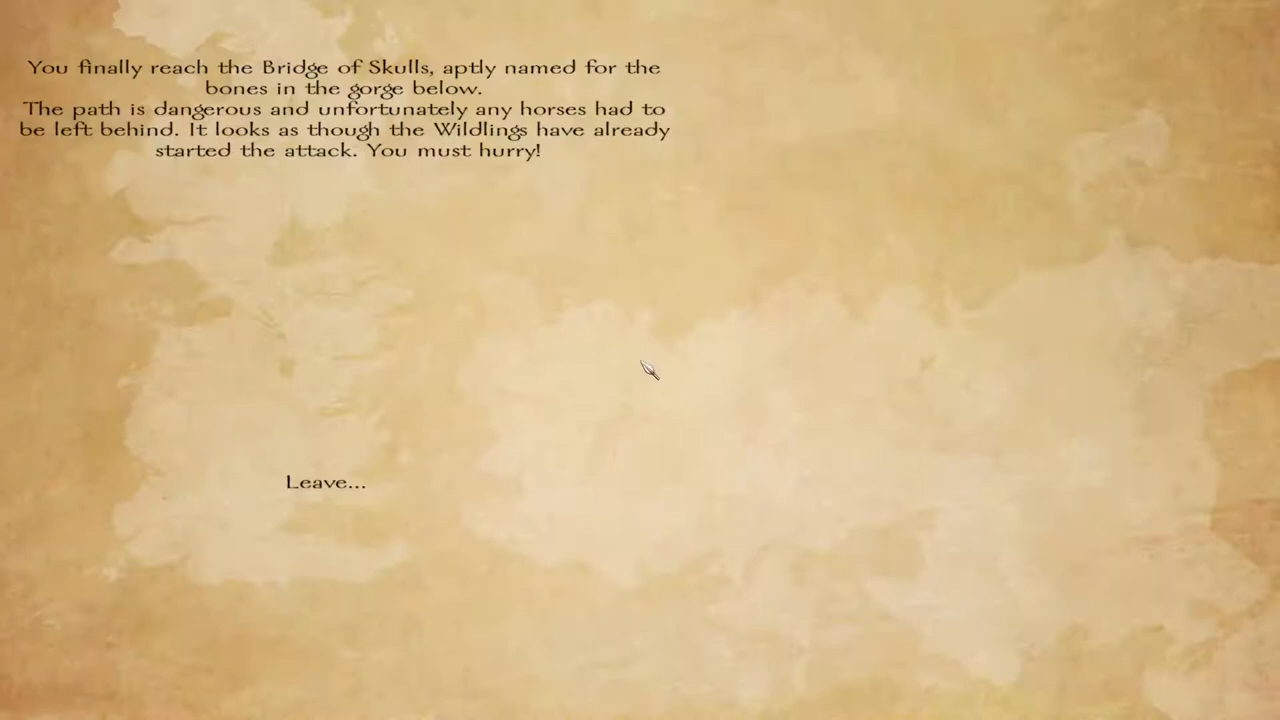 You finally reach the Bridge of Skulls, aptly named for the
bones in the gorge below.
The path is dangerous and unfortunately any horses had to
be left behind. It looks as though the Wildlings have already
started the attack. You must hurry!
Leave...